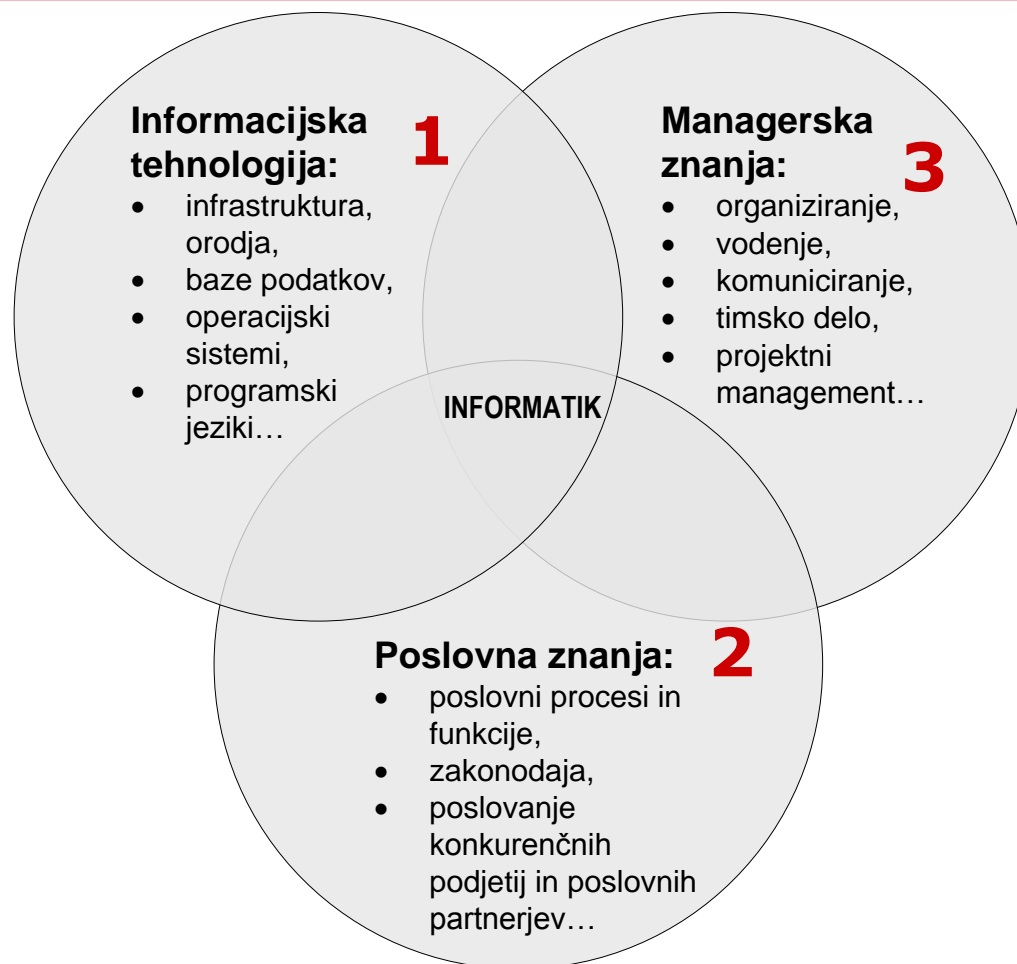 Informacijska
tehnologija:
1
• infrastruktura,
orodja,
• baze podatkov,
• operacijski
sistemi,
• programski
jeziki…
Managerska
znanja:
3
• organiziranje,
• vodenje,
• komuniciranje,
• timsko delo,
• projektni
management…
INFORMATIK
Poslovna znanja:
2
• poslovni procesi in
funkcije,
• zakonodaja,
• poslovanje
konkurenčnih
podjetij in poslovnih
partnerjev…